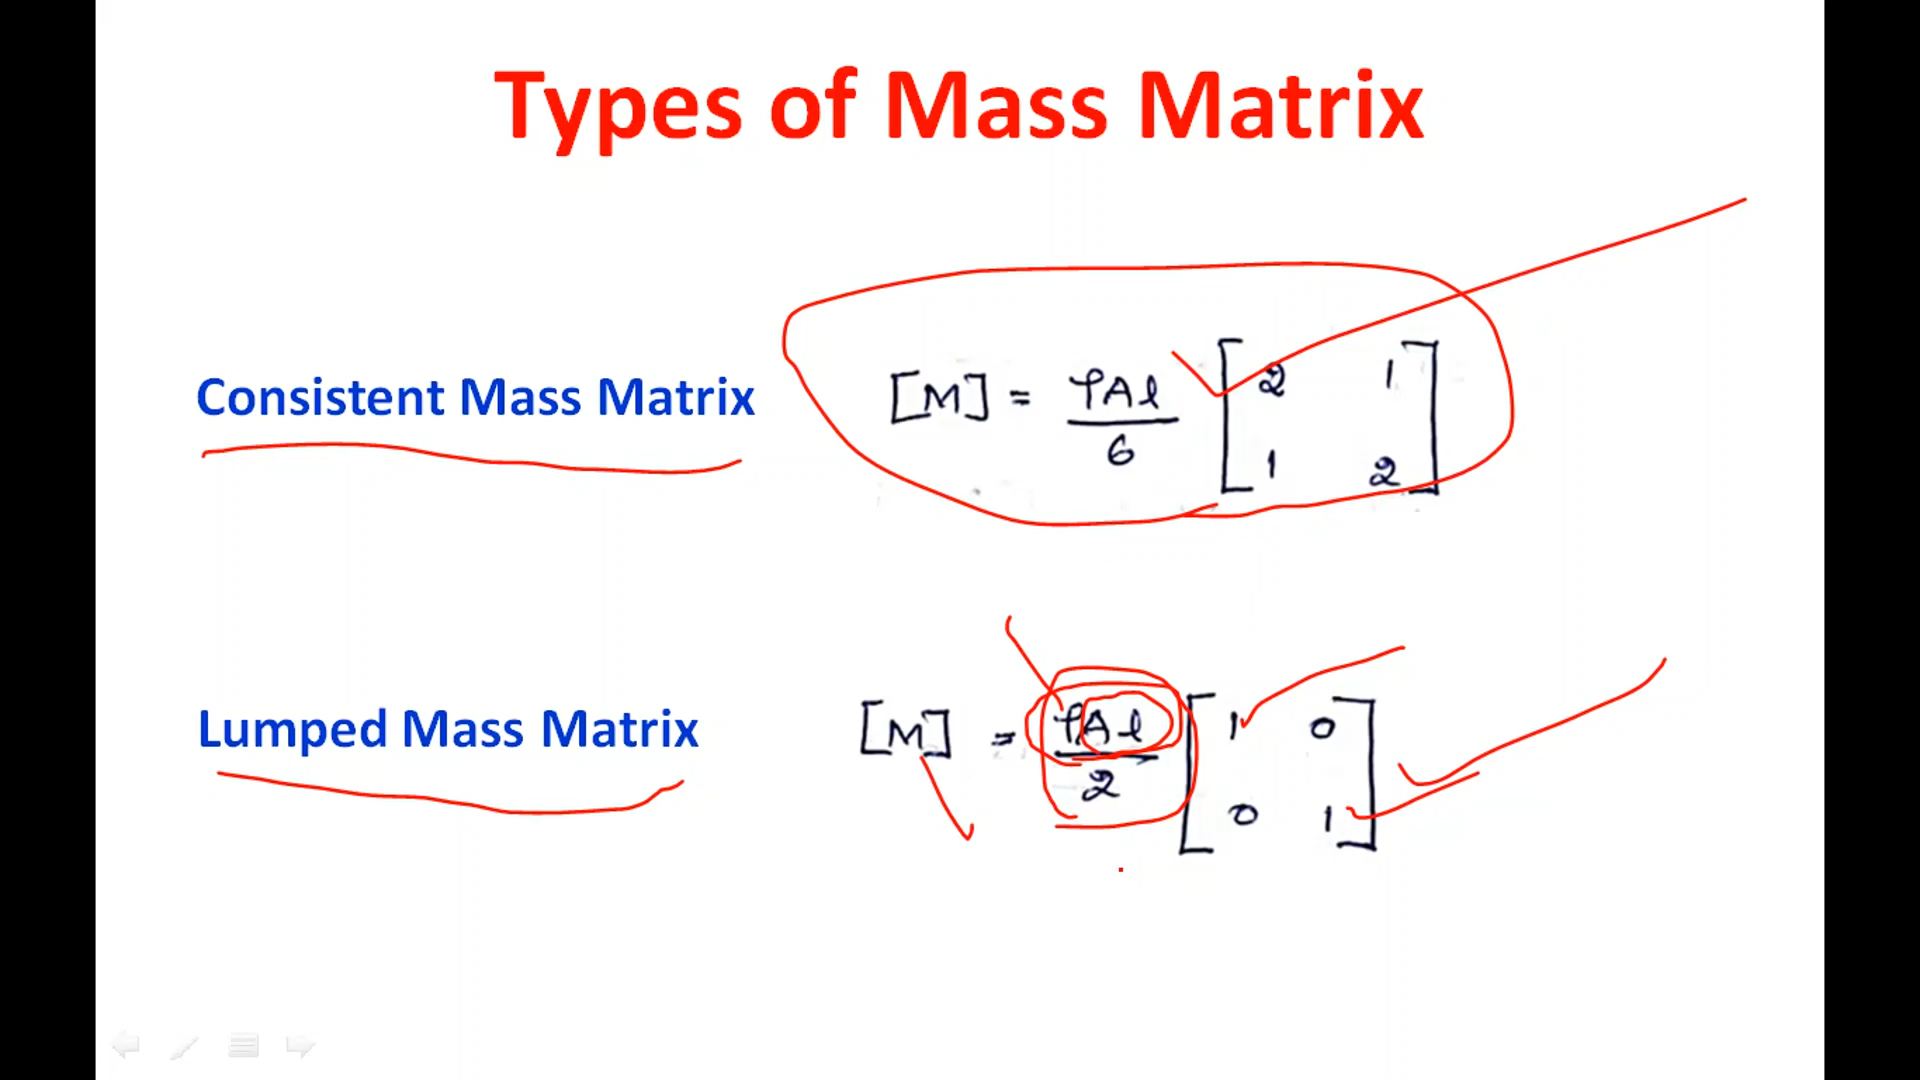 Types of Mass Matrix
Consistent Mass Matrix
[M] = ρAl/6 [2 1
1 2]
Lumped Mass Matrix
[M] = ρAl/2 [1 0
0 1]